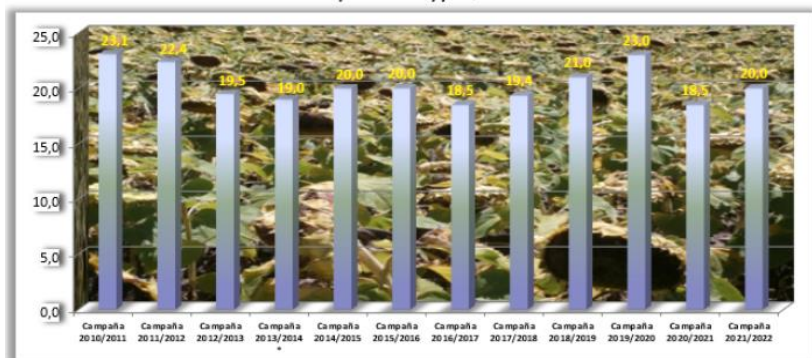 25,0
20,0
15,0
10,0
5,0
0,0
23,1
22,4
19,5
19,0
20,0
20,0
18,5
19,4
21,0
23,0
18,5
20,0
Campaña
2010/2011
Campaña
2011/2012
Campaña
2012/2013
Campaña
2013/2014
*
Campaña
2014/2015
Campaña
2015/2016
Campaña
2016/2017
Campaña
2017/2018
Campaña
2018/2019
Campaña
2019/2020
Campaña
2020/2021
Campaña
2021/2022